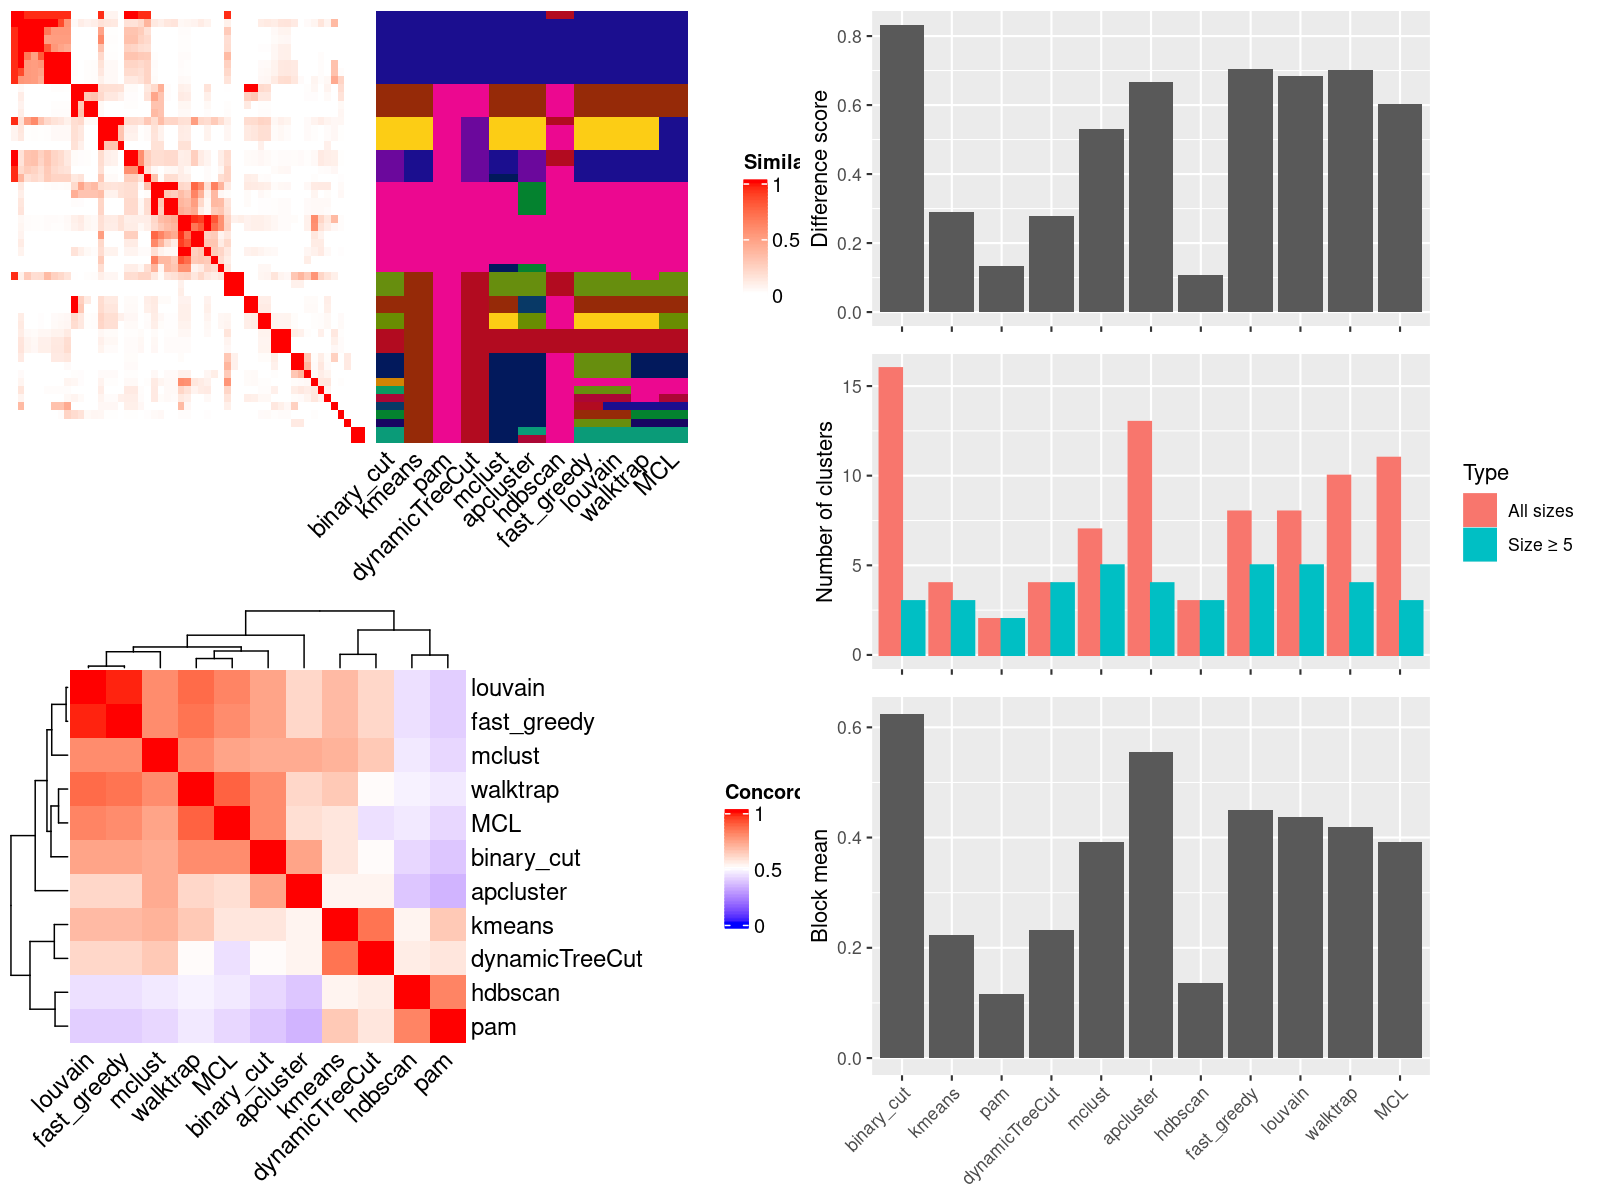 Simila
1
0.5
0
binary_cut
kmeans
pam
dynamicTreeCut
mclust
apcluster
hdbscan
fast_greedy
louvain
walktrap
MCL
louvain
fast_greedy
mclust
walktrap
MCL
binary_cut
apcluster
kmeans
dynamicTreeCut
hdbscan
pam
Concord
1
0.5
0
louvain
fast_greedy
mclust
walktrap
MCL
binary_cut
apcluster
kmeans
dynamicTreeCut
hdbscan
pam
Difference score
0.8
0.6
0.4
0.2
0.0
Number of clusters
15
10
5
0
Type
All sizes
Size ≥ 5
Block mean
0.6
0.4
0.2
0.0
binary_cut
kmeans
pam
dynamicTreeCut
mclust
apcluster
hdbscan
fast_greedy
louvain
walktrap
MCL